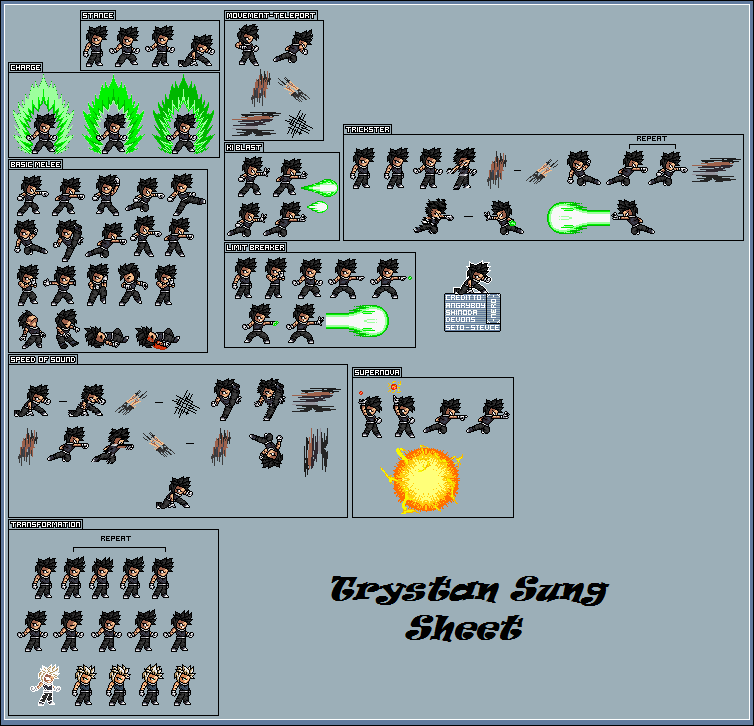 STANCE
MOVEMENT-TELEPORT
CHARGE
TRICKSTER
REPEAT
KI BLAST
BASIC MELEE
LIMIT BREAKER
CREDIT TO:
ANGRYBOY
SHINODA
DEVONS
SETO-STEVCE
SPEED OF SOUND
SUPERNOVA
TRANSFORMATION
REPEAT
Trystan Sung
Sheet